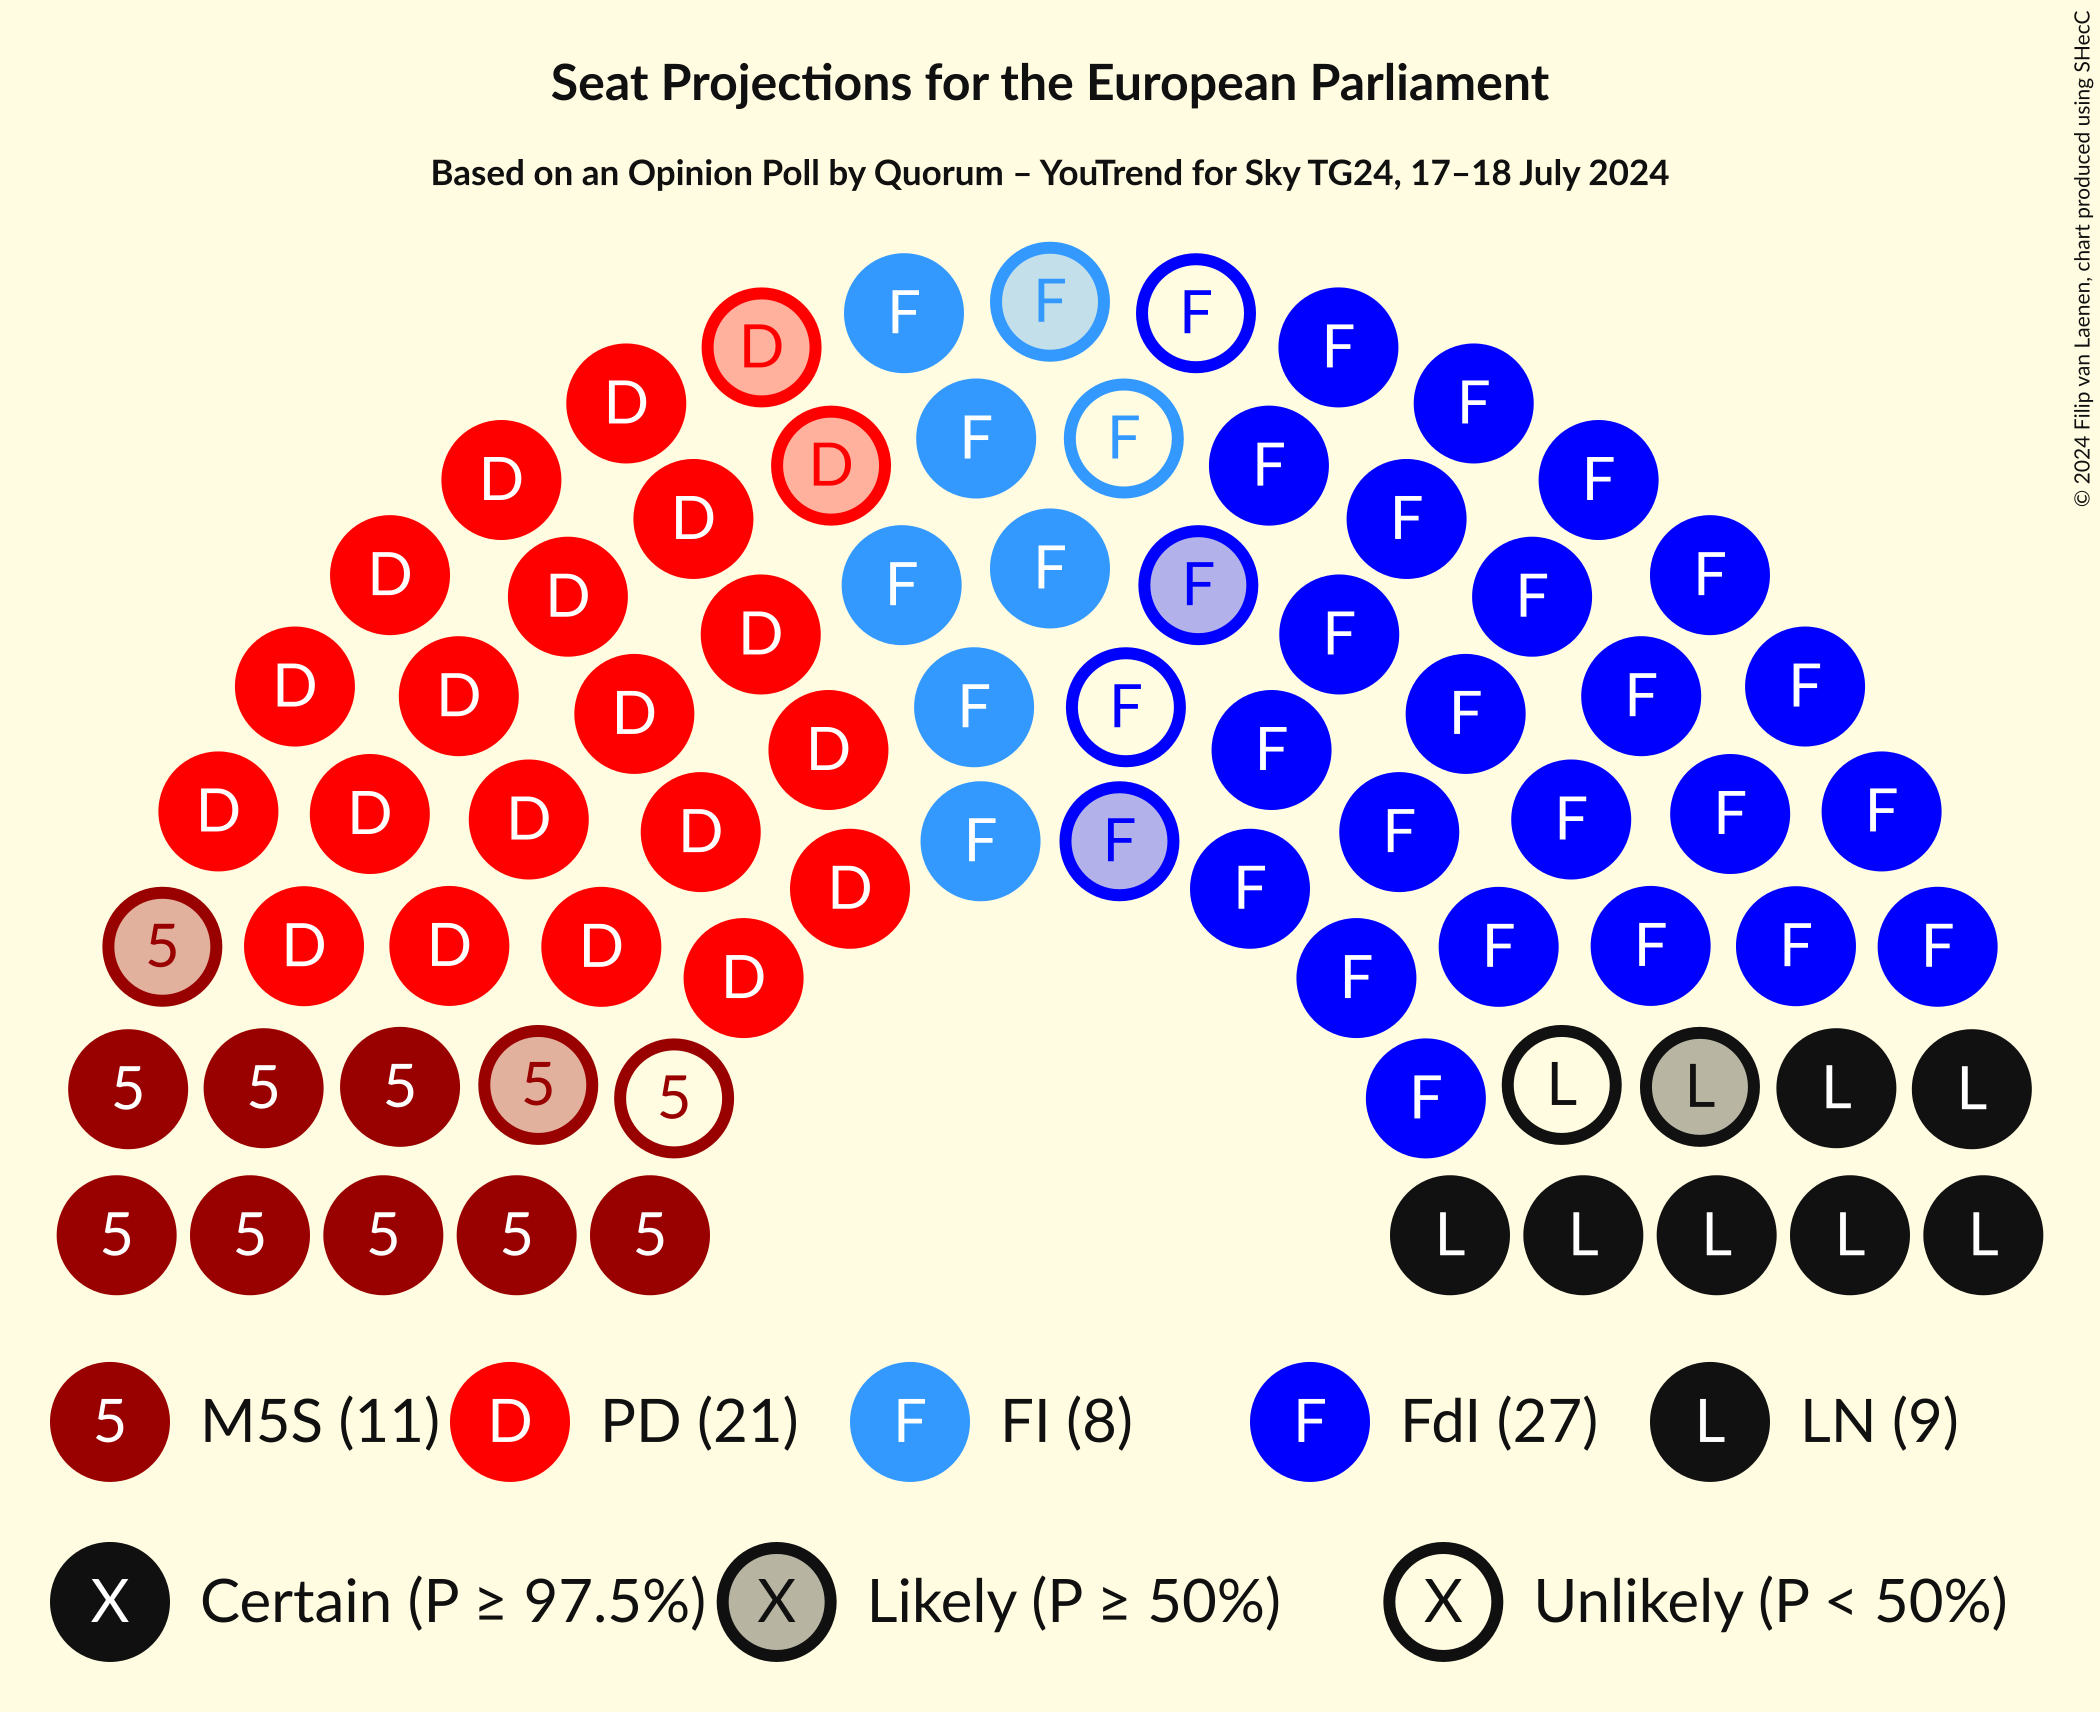 Seat Projections for the European Parliament
Based on an Opinion Poll by Quorum – YouTrend for Sky TG24, 17–18 July 2024
© 2024 Filip van Laenen, chart produced using SHecC
F
F F F
D F
D F F F
D F
D F F
D F F F
D D F F
D F F F
D D F F
D D F F
D F F F
D F
D D D D F F F F F
D F F
5 D D D F F F F
D F
5 5 5 5 5 F L L L L
5 5 5 5 5 L L L L L
5 M5S (11) D PD (21) F FI (8) F FdI (27) L LN (9)
X Certain (P ≥ 97.5%) X Likely (P ≥ 50%) X Unlikely (P < 50%)